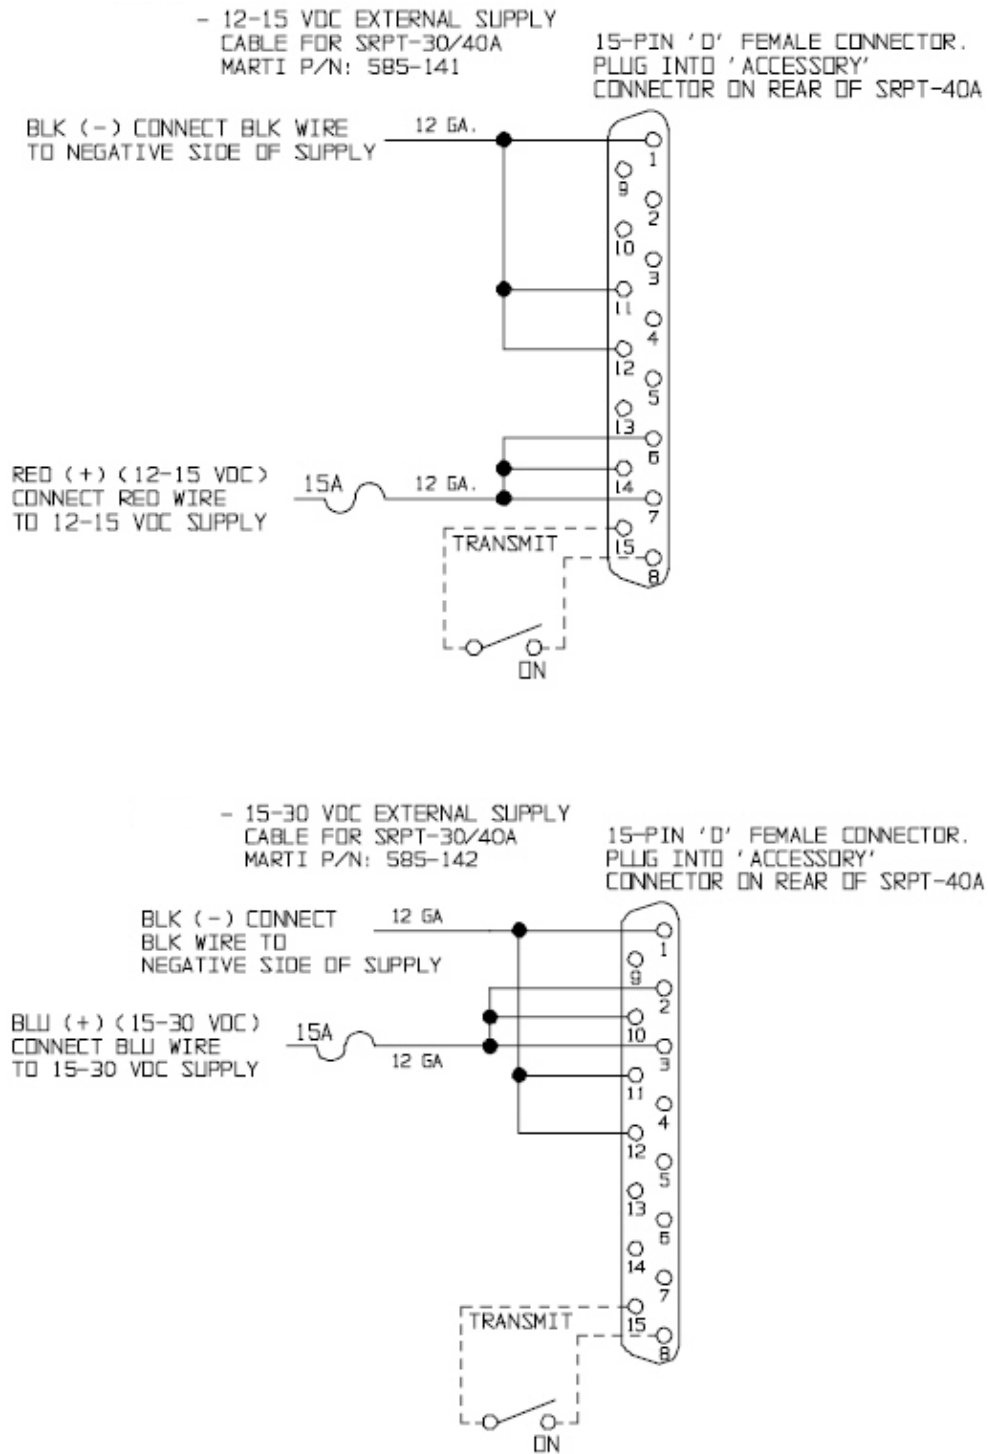 - 12-15 VDC EXTERNAL SUPPLY
CABLE FOR SRPT-30/40A
MARTI P/N: 585-141
15-PIN 'D' FEMALE CONNECTOR.
PLUG INTO 'ACCESSORY'
CONNECTOR ON REAR OF SRPT-40A
BLK (-) CONNECT BLK WIRE
TO NEGATIVE SIDE OF SUPPLY
12 GA.
1
9
2
10
3
11
4
12
5
13
6
14
7
15
8
RED (+) (12-15 VDC)
CONNECT RED WIRE
TO 12-15 VDC SUPPLY
15A
12 GA.
TRANSMIT
ON
- 15-30 VDC EXTERNAL SUPPLY
CABLE FOR SRPT-30/40A
MARTI P/N: 585-142
15-PIN 'D' FEMALE CONNECTOR.
PLUG INTO 'ACCESSORY'
CONNECTOR ON REAR OF SRPT-40A
BLK (-) CONNECT
BLK WIRE TO
NEGATIVE SIDE OF SUPPLY
12 GA
1
9
2
10
3
11
4
12
5
13
6
14
7
15
8
BLU (+) (15-30 VDC)
CONNECT BLU WIRE
TO 15-30 VDC SUPPLY
15A
12 GA
TRANSMIT
ON